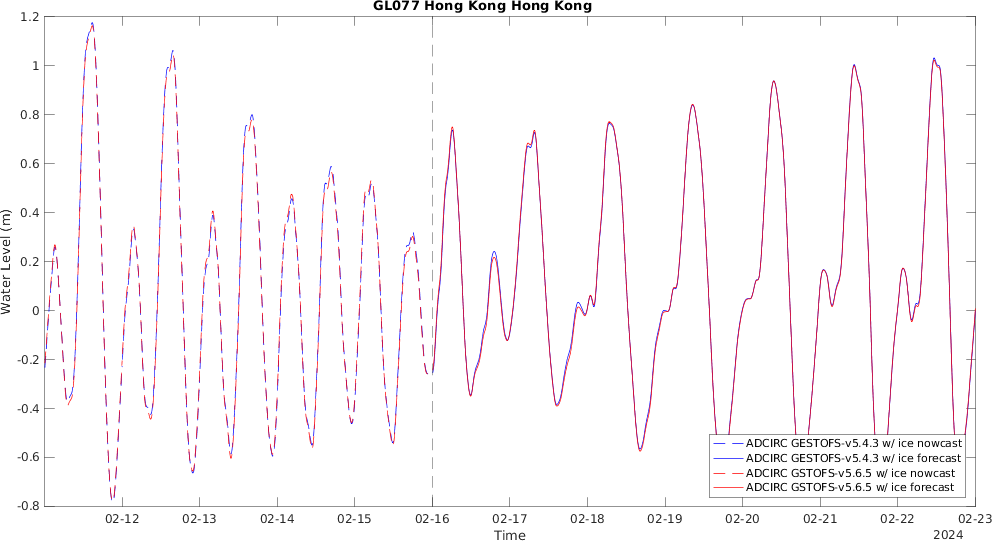 GL077 Hong Kong Hong Kong
Water Level (m)
1.2
1
0.8
0.6
0.4
0.2
0
-0.2
-0.4
-0.6
-0.8
ADCIRC GESTOFS-v5.4.3 w/ ice nowcast
ADCIRC GESTOFS-v5.4.3 w/ ice forecast
ADCIRC GSTOFS-v5.6.5 w/ ice nowcast
ADCIRC GSTOFS-v5.6.5 w/ ice forecast
02-12 02-13 02-14 02-15 02-16 02-17 02-18 02-19 02-20 02-21 02-22 02-23
Time
2024